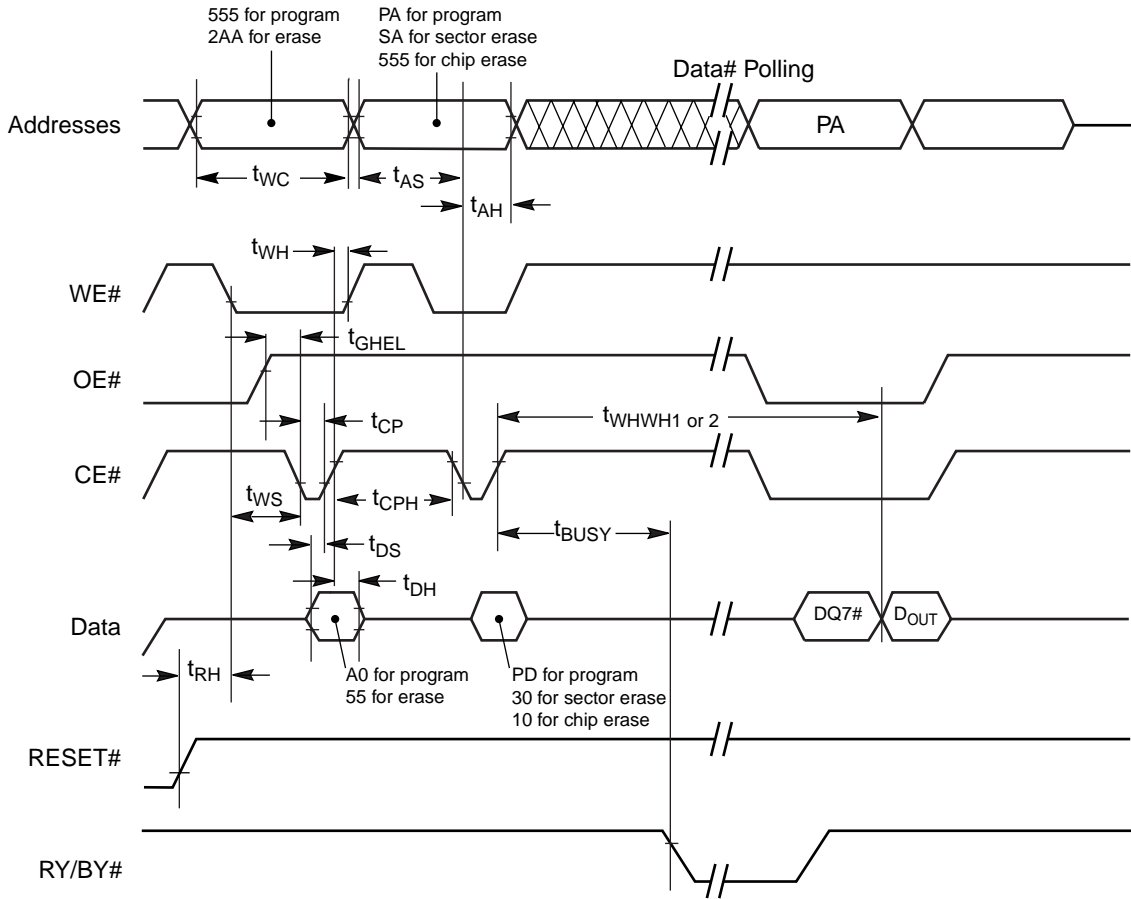 555 for program
2AA for erase
PA for program
SA for sector erase
555 for chip erase
Data# Polling
Addresses
PA
tWC
tAS
tAH
tWH
WE#
tGHEL
OE#
tCP
tWHWH1 or 2
CE#
tWS
tCPH
tBUSY
tDS
tDH
Data
DQ7#
DOUT
tRH
A0 for program
55 for erase
PD for program
30 for sector erase
10 for chip erase
RESET#
RY/BY#